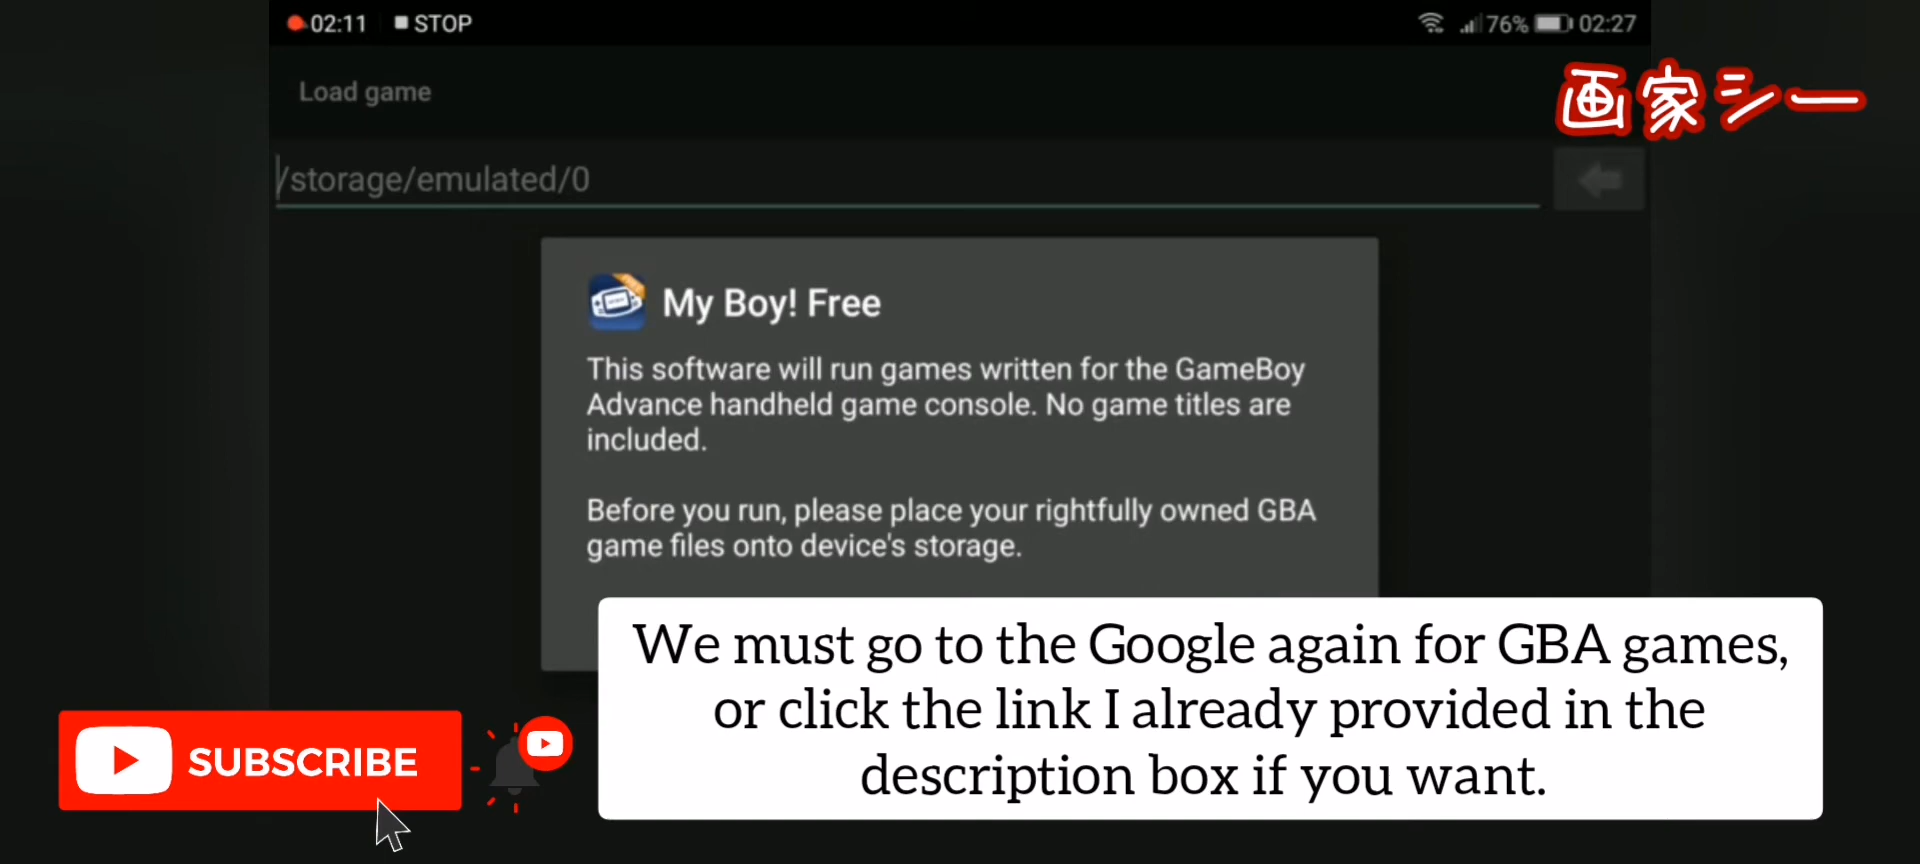 02:11 STOP 76% 02:27
Load game
画家シー
/storage/emulated/0
My Boy! Free
This software will run games written for the GameBoy
Advance handheld game console. No game titles are
included.
Before you run, please place your rightfully owned GBA
game files onto device's storage.
We must go to the Google again for GBA games,
or click the link I already provided in the
description box if you want.
SUBSCRIBE